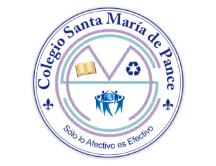 Colegio Santa María de Pance
Solo lo Afectivo es Efectivo